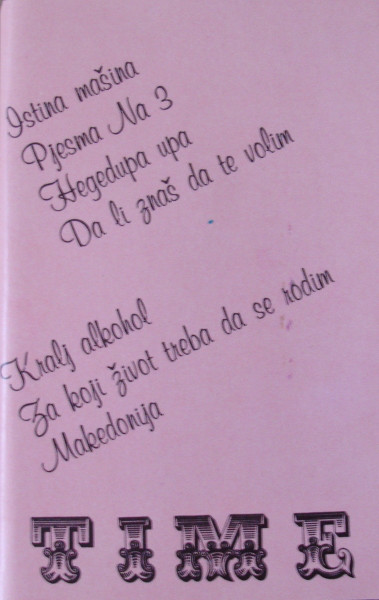 Istina mašina
Pjesma Na 3
Hegedupa upa
Da li znaš da te volim
Kralj alkohol
Za koji život treba da se rodim
Makedonija
TIME